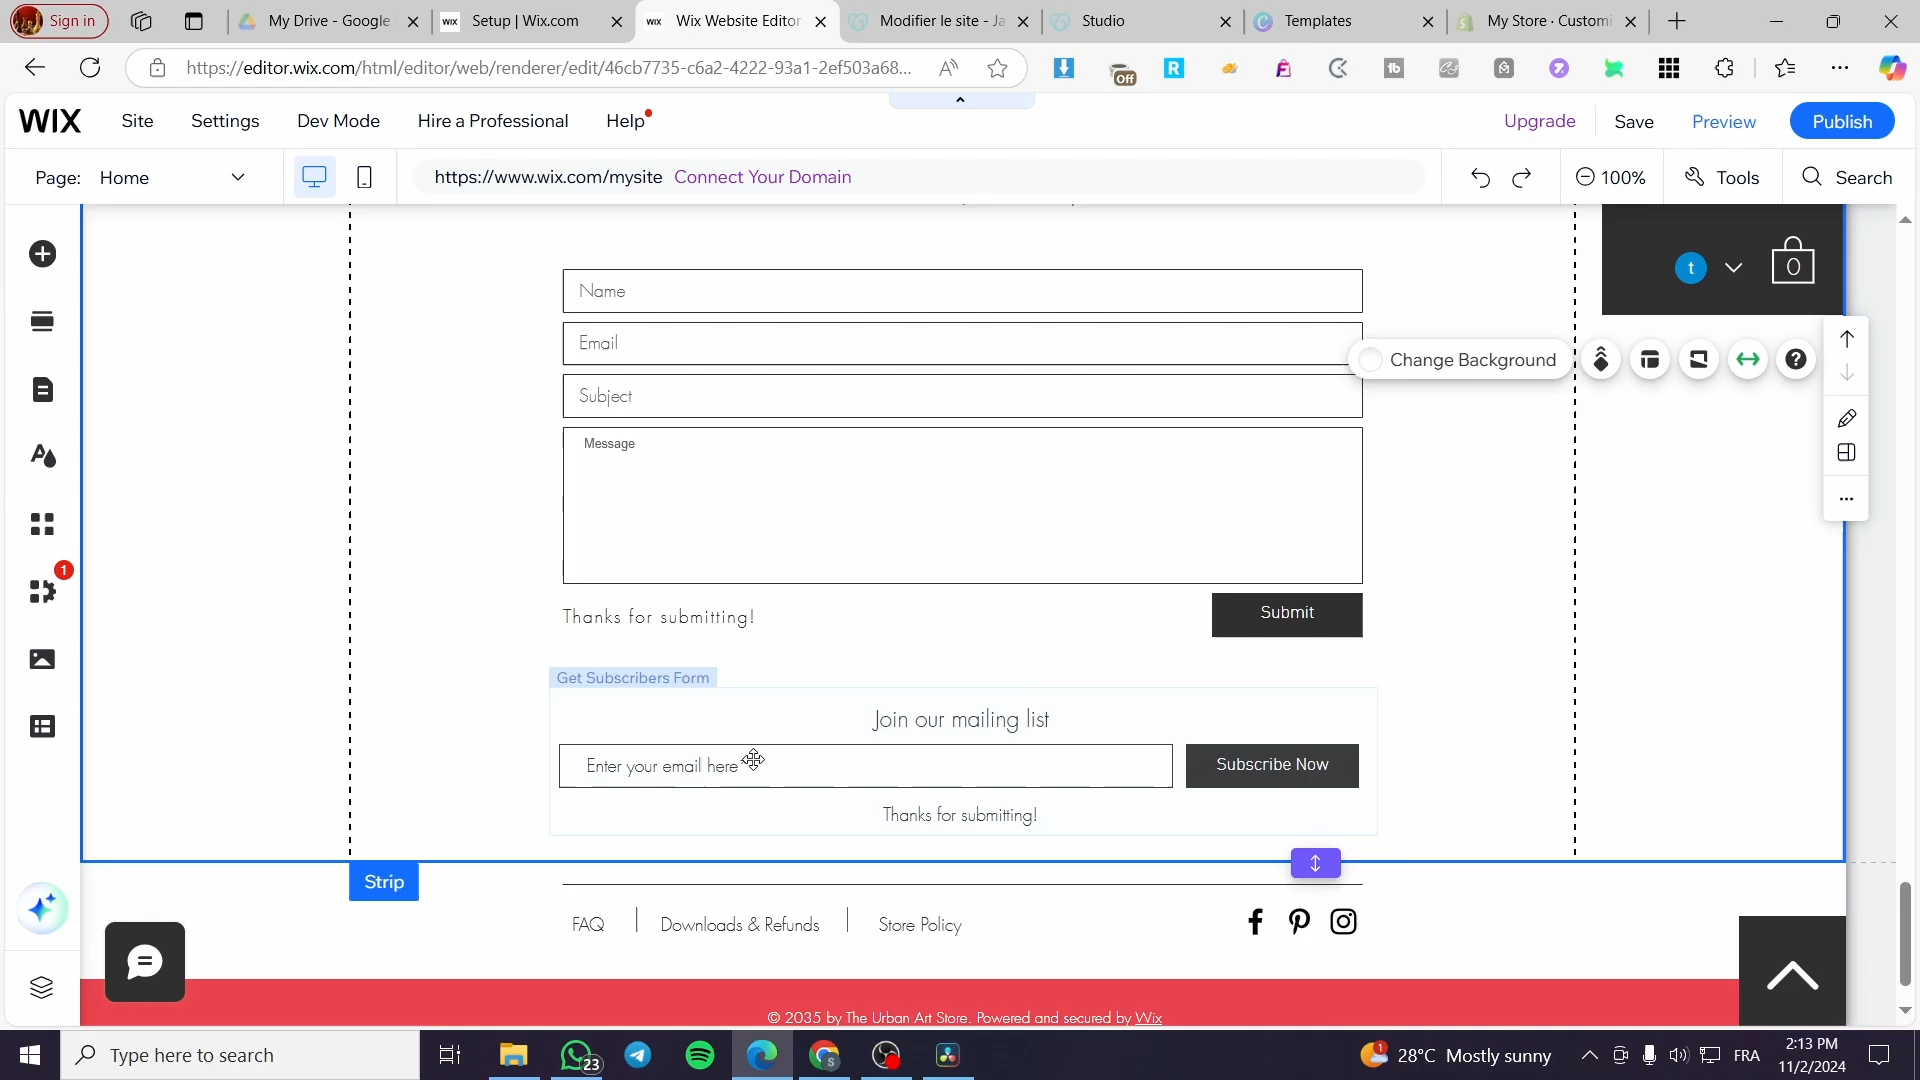 Sign in
My Drive - Google
Setup | Wix.com
Wix Website Editor
Modifier le site - Ja
Studio
Templates
My Store · Customi
https://editor.wix.com/html/editor/web/renderer/edit/46cb7735-c6a2-4222-93a1-2ef503a68...
Off
WIX
Site
Settings
Dev Mode
Hire a Professional
Help
Upgrade
Save
Preview
Publish
Page: Home
https://www.wix.com/mysite Connect Your Domain
100%
Tools
Search
t
0
Name
Email
Change Background
Subject
Message
1
Thanks for submitting!
Submit
Get Subscribers Form
Join our mailing list
Enter your email here
Subscribe Now
Thanks for submitting!
Strip
FAQ
Downloads & Refunds
Store Policy
© 2035 by The Urban Art Store. Powered and secured by Wix
Type here to search
23
1
28°C Mostly sunny
FRA
2:13 PM
11/2/2024